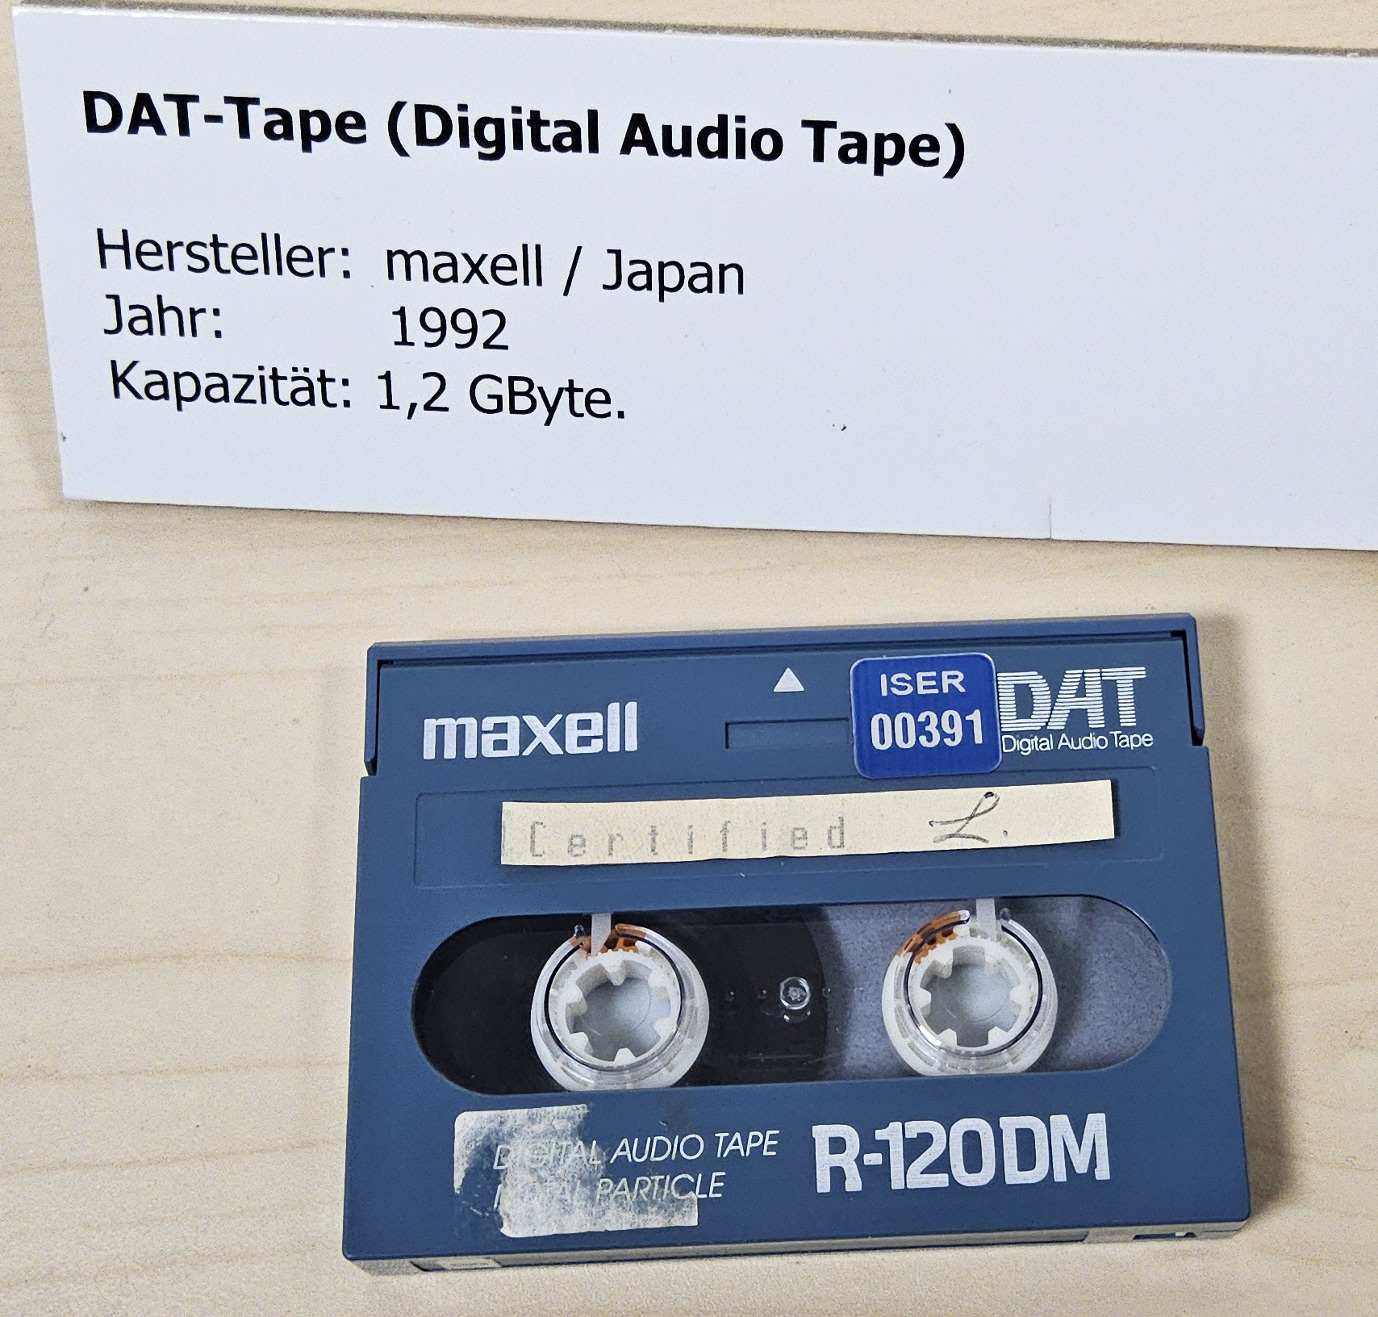 DAT-Tape (Digital Audio Tape)
Hersteller: maxell / Japan
Jahr: 1992
Kapazität: 1,2 GByte.
maxell
ISER
00391
DAT
Digital Audio Tape
Certified L.
DIGITAL AUDIO TAPE
METAL PARTICLE
R-120DM